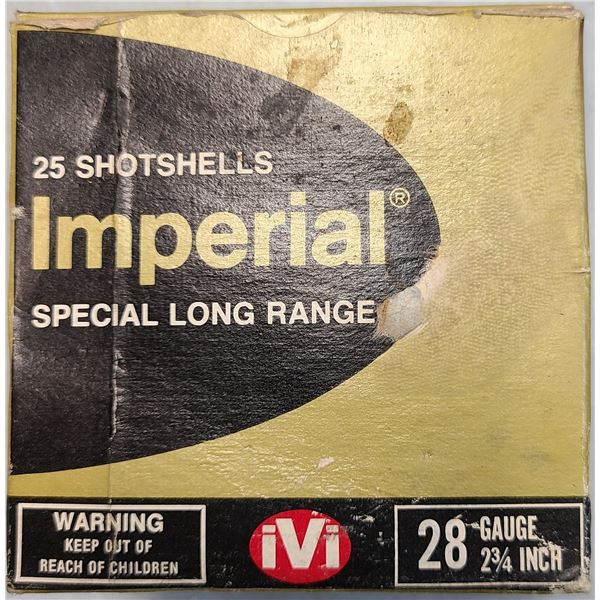 25 SHOTSHELLS
Imperial®
SPECIAL LONG RANGE
WARNING
KEEP OUT OF
REACH OF CHILDREN
iVi
28 GAUGE
2¾ INCH